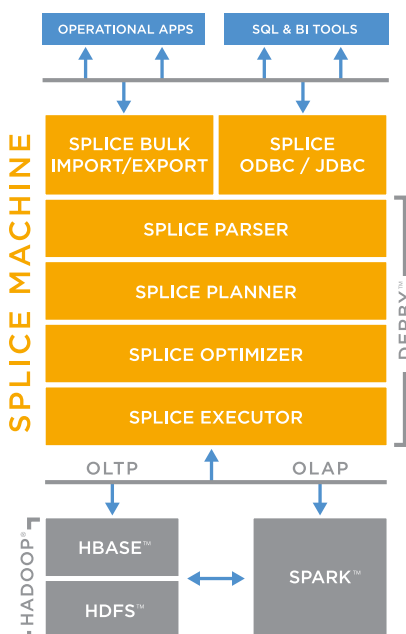 OPERATIONAL APPS
SQL & BI TOOLS
SPLICE MACHINE
SPLICE BULK
IMPORT/EXPORT
SPLICE
ODBC / JDBC
SPLICE PARSER
SPLICE PLANNER
SPLICE OPTIMIZER
SPLICE EXECUTOR
DERBY™
OLTP
OLAP
HADOOP®
HBASE™
HDFS™
SPARK™